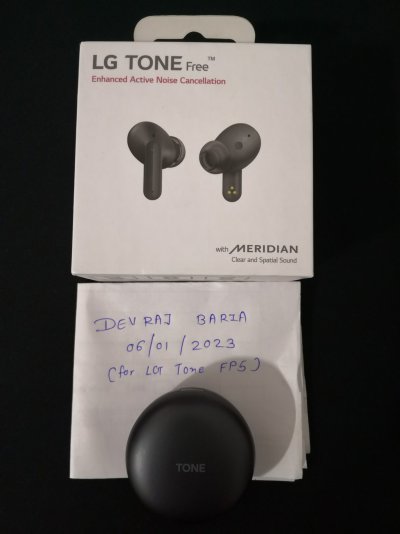 LG TONE Free™
Enhanced Active Noise Cancellation
with MERIDIAN
Clear and Spatial Sound
DEVRAJ BARIA
06/01/2023
(for LG Tone FP5)
TONE